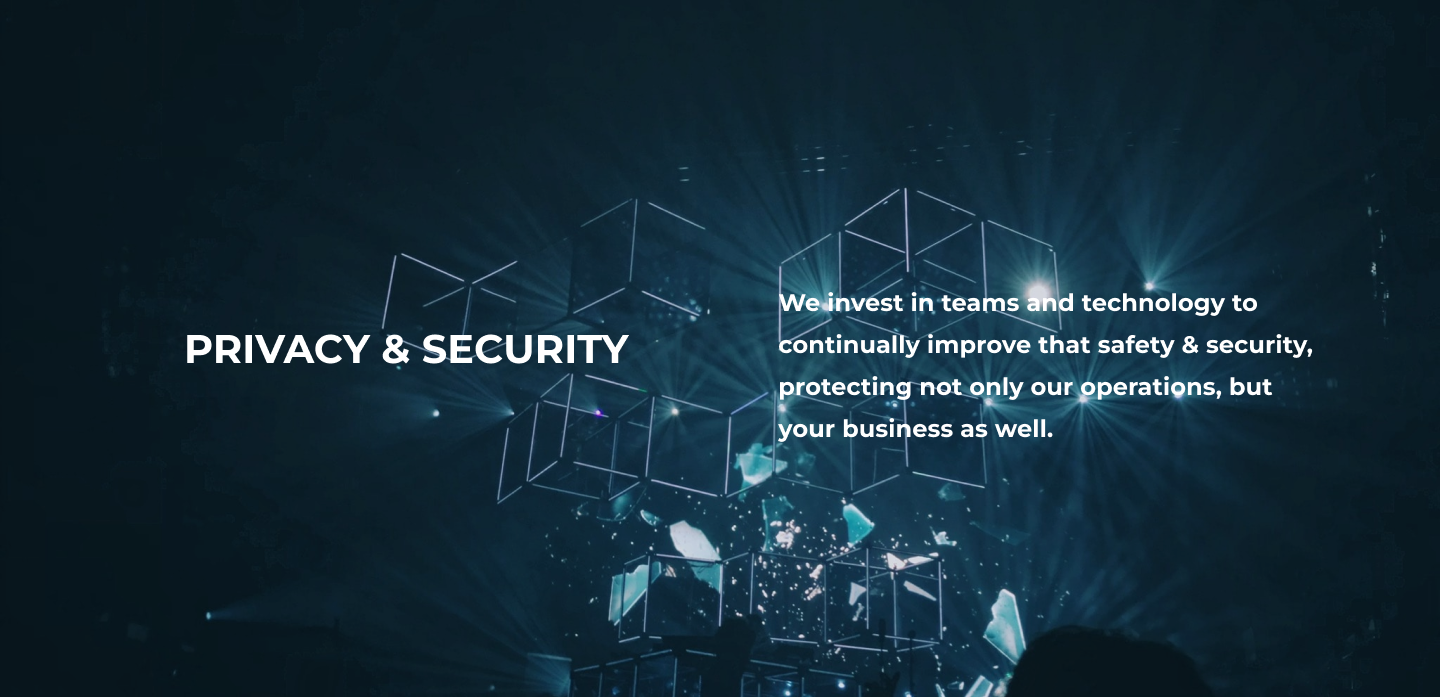 PRIVACY & SECURITY
We invest in teams and technology to
continually improve that safety & security,
protecting not only our operations, but
your business as well.